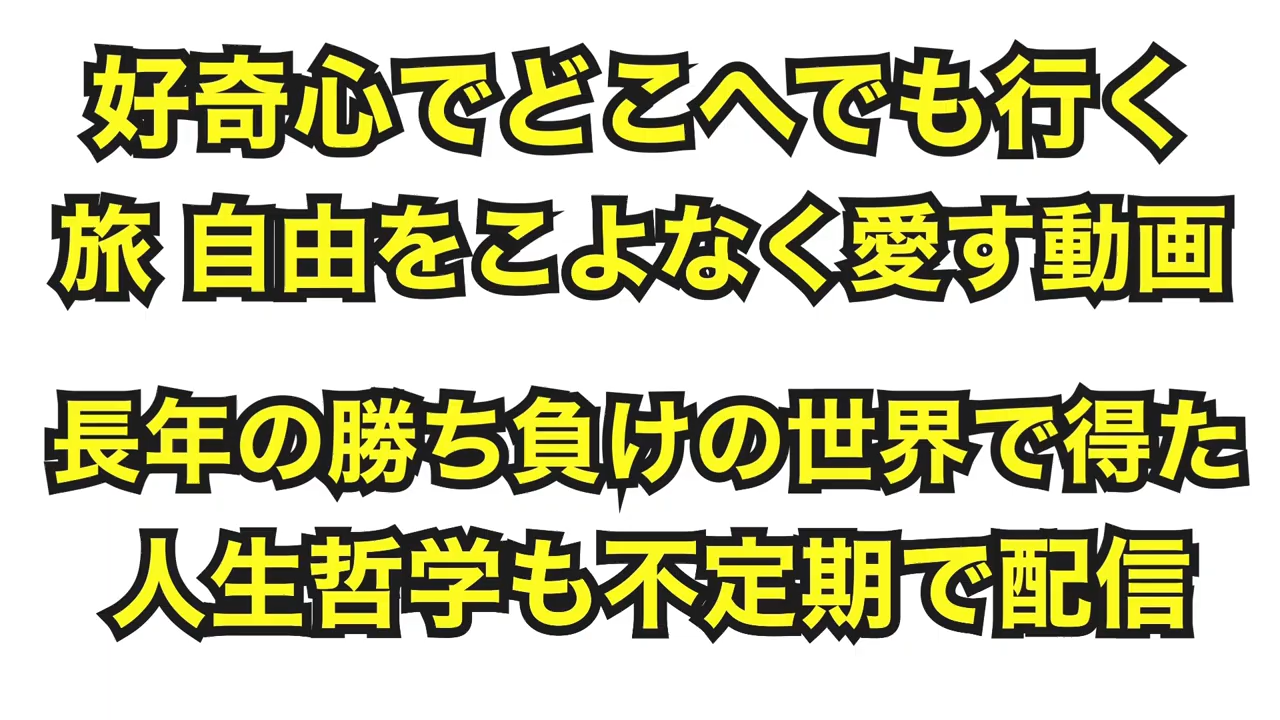 好奇心でどこへでも行く
旅 自由をこよなく愛す動画
長年の勝ち負けの世界で得た
人生哲学も不定期で配信